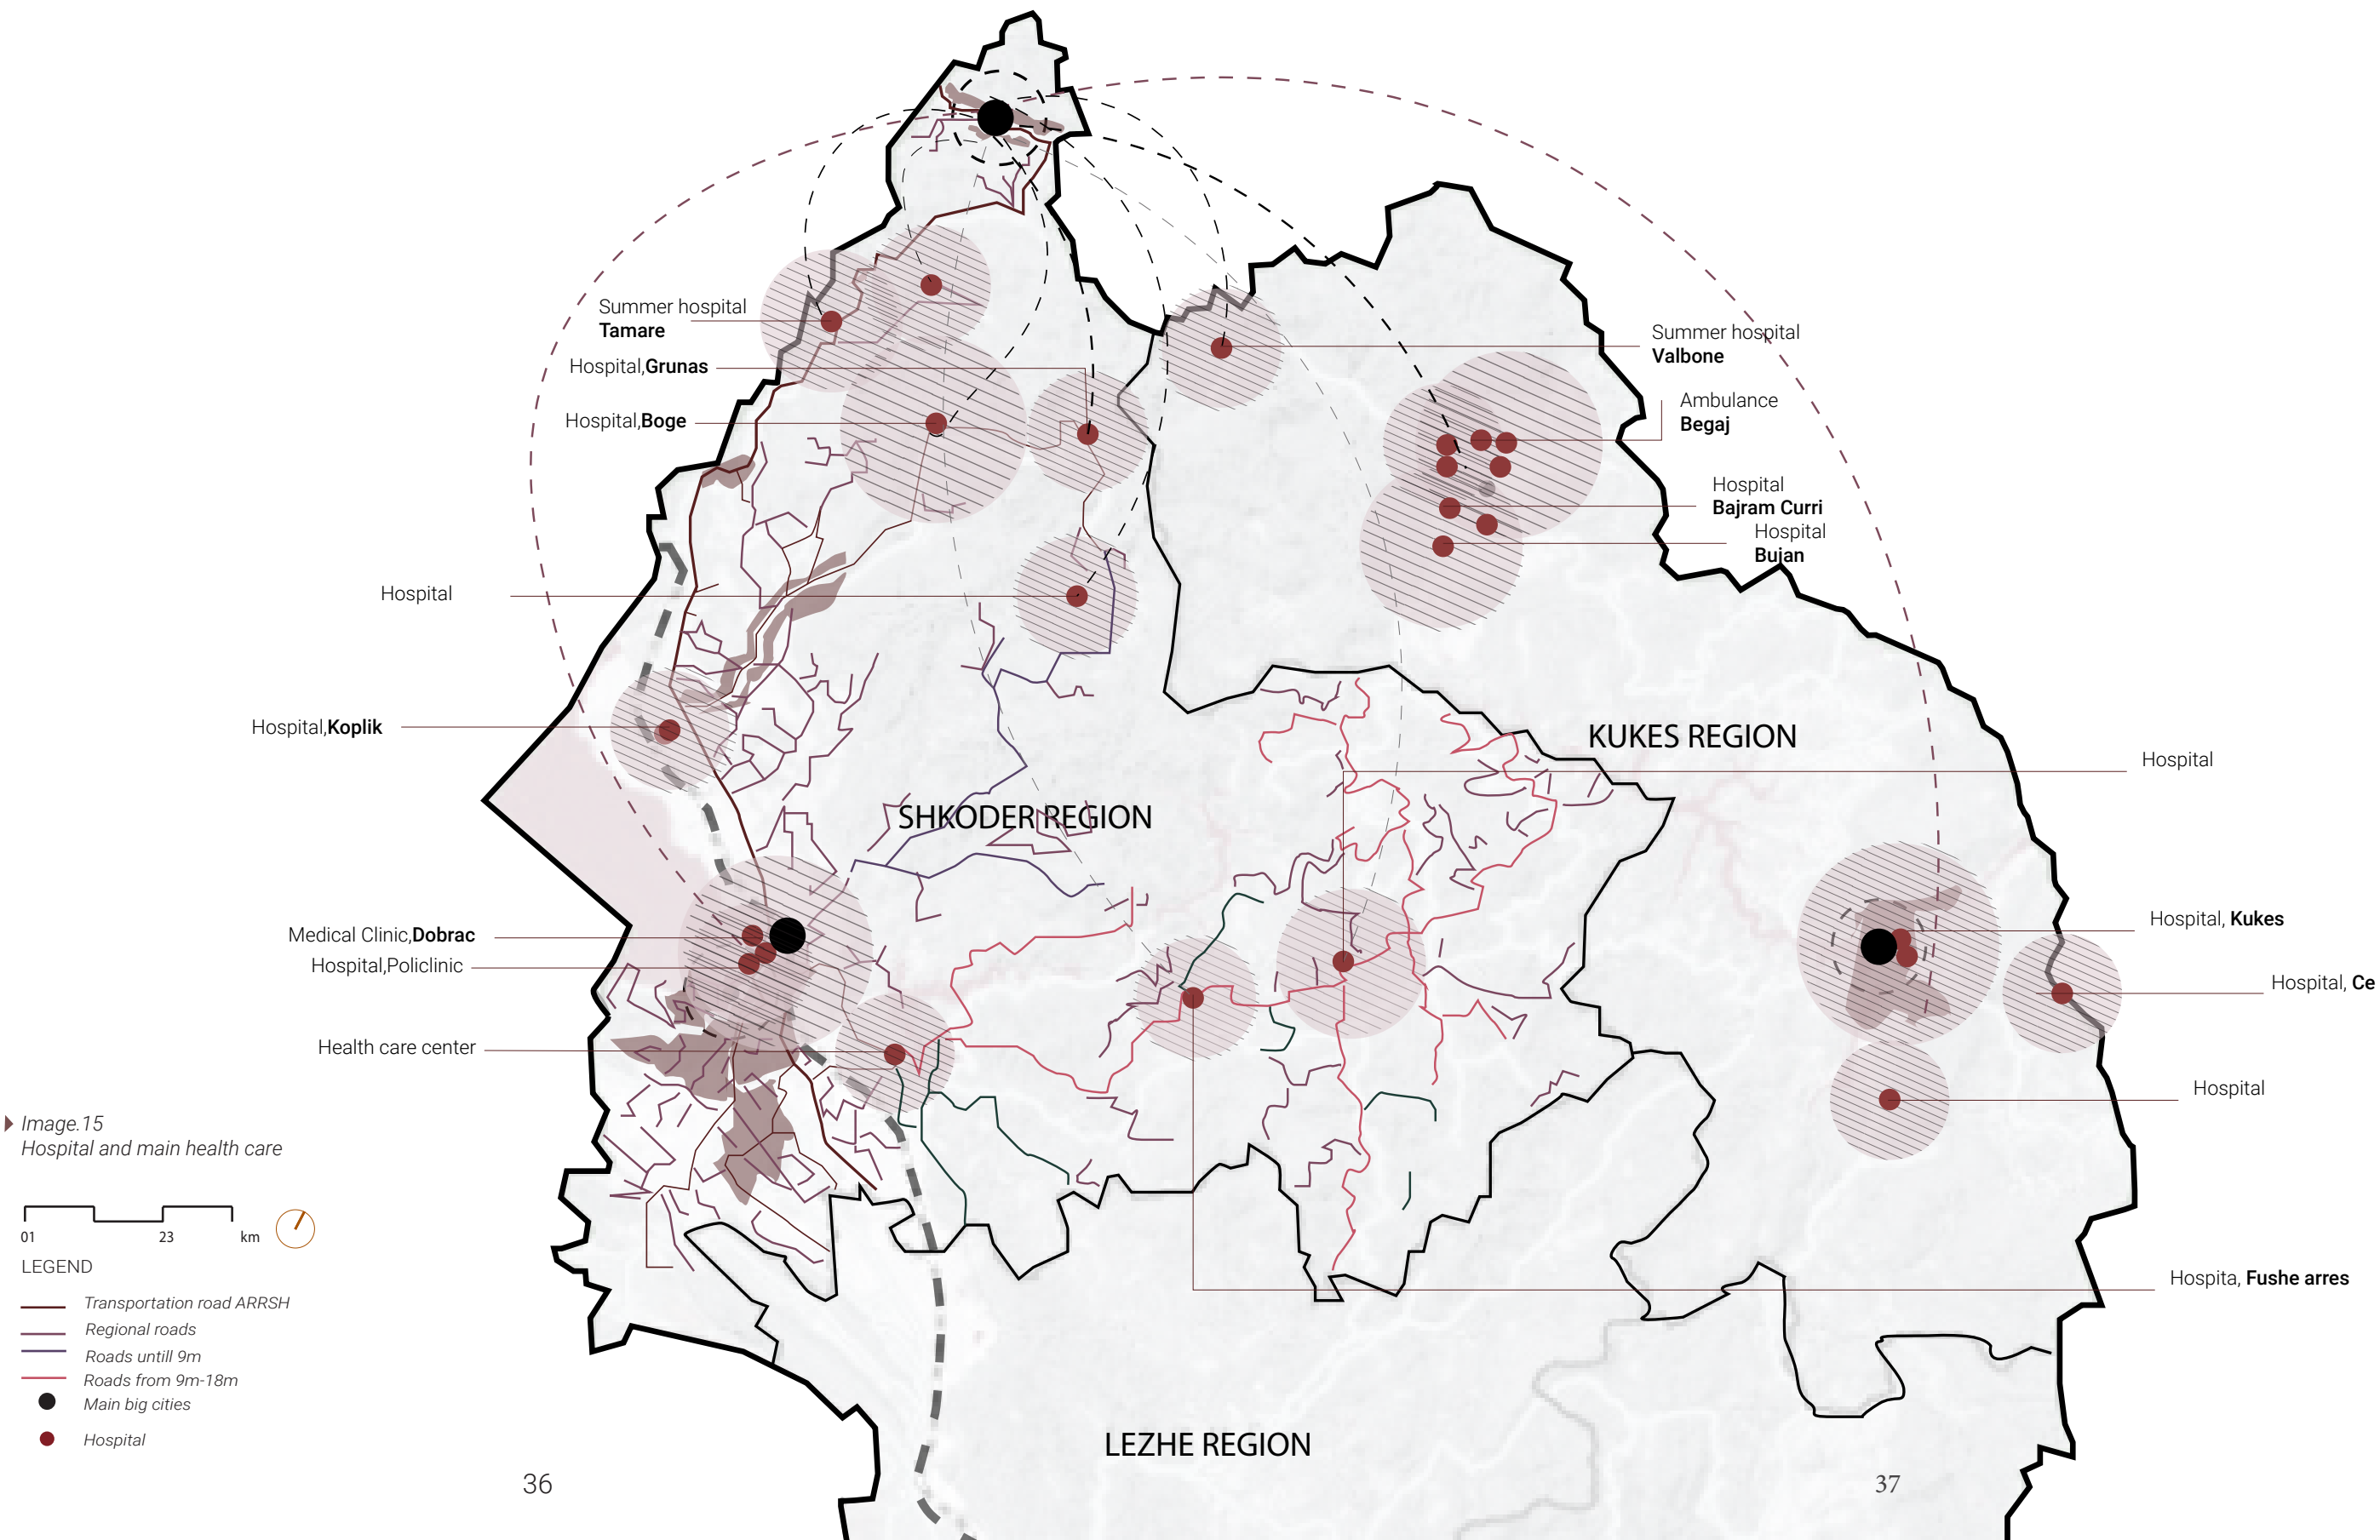 Summer hospital
Tamare
Hospital,Grunas
Hospital,Boge
Hospital
Hospital,Koplik
Medical Clinic,Dobrac
Hospital,Policlinic
Health care center
Summer hospital
Valbone
Ambulance
Begaj
Hospital
Bajram Curri
Hospital
Bujan
KUKES REGION
Hospital
SHKODER REGION
Hospital, Kukes
Hospital, Ce
Hospital
Hospita, Fushe arres
LEZHE REGION
Image.15
Hospital and main health care
01 23 km
LEGEND
Transportation road ARRSH
Regional roads
Roads untill 9m
Roads from 9m-18m
Main big cities
Hospital
36
37